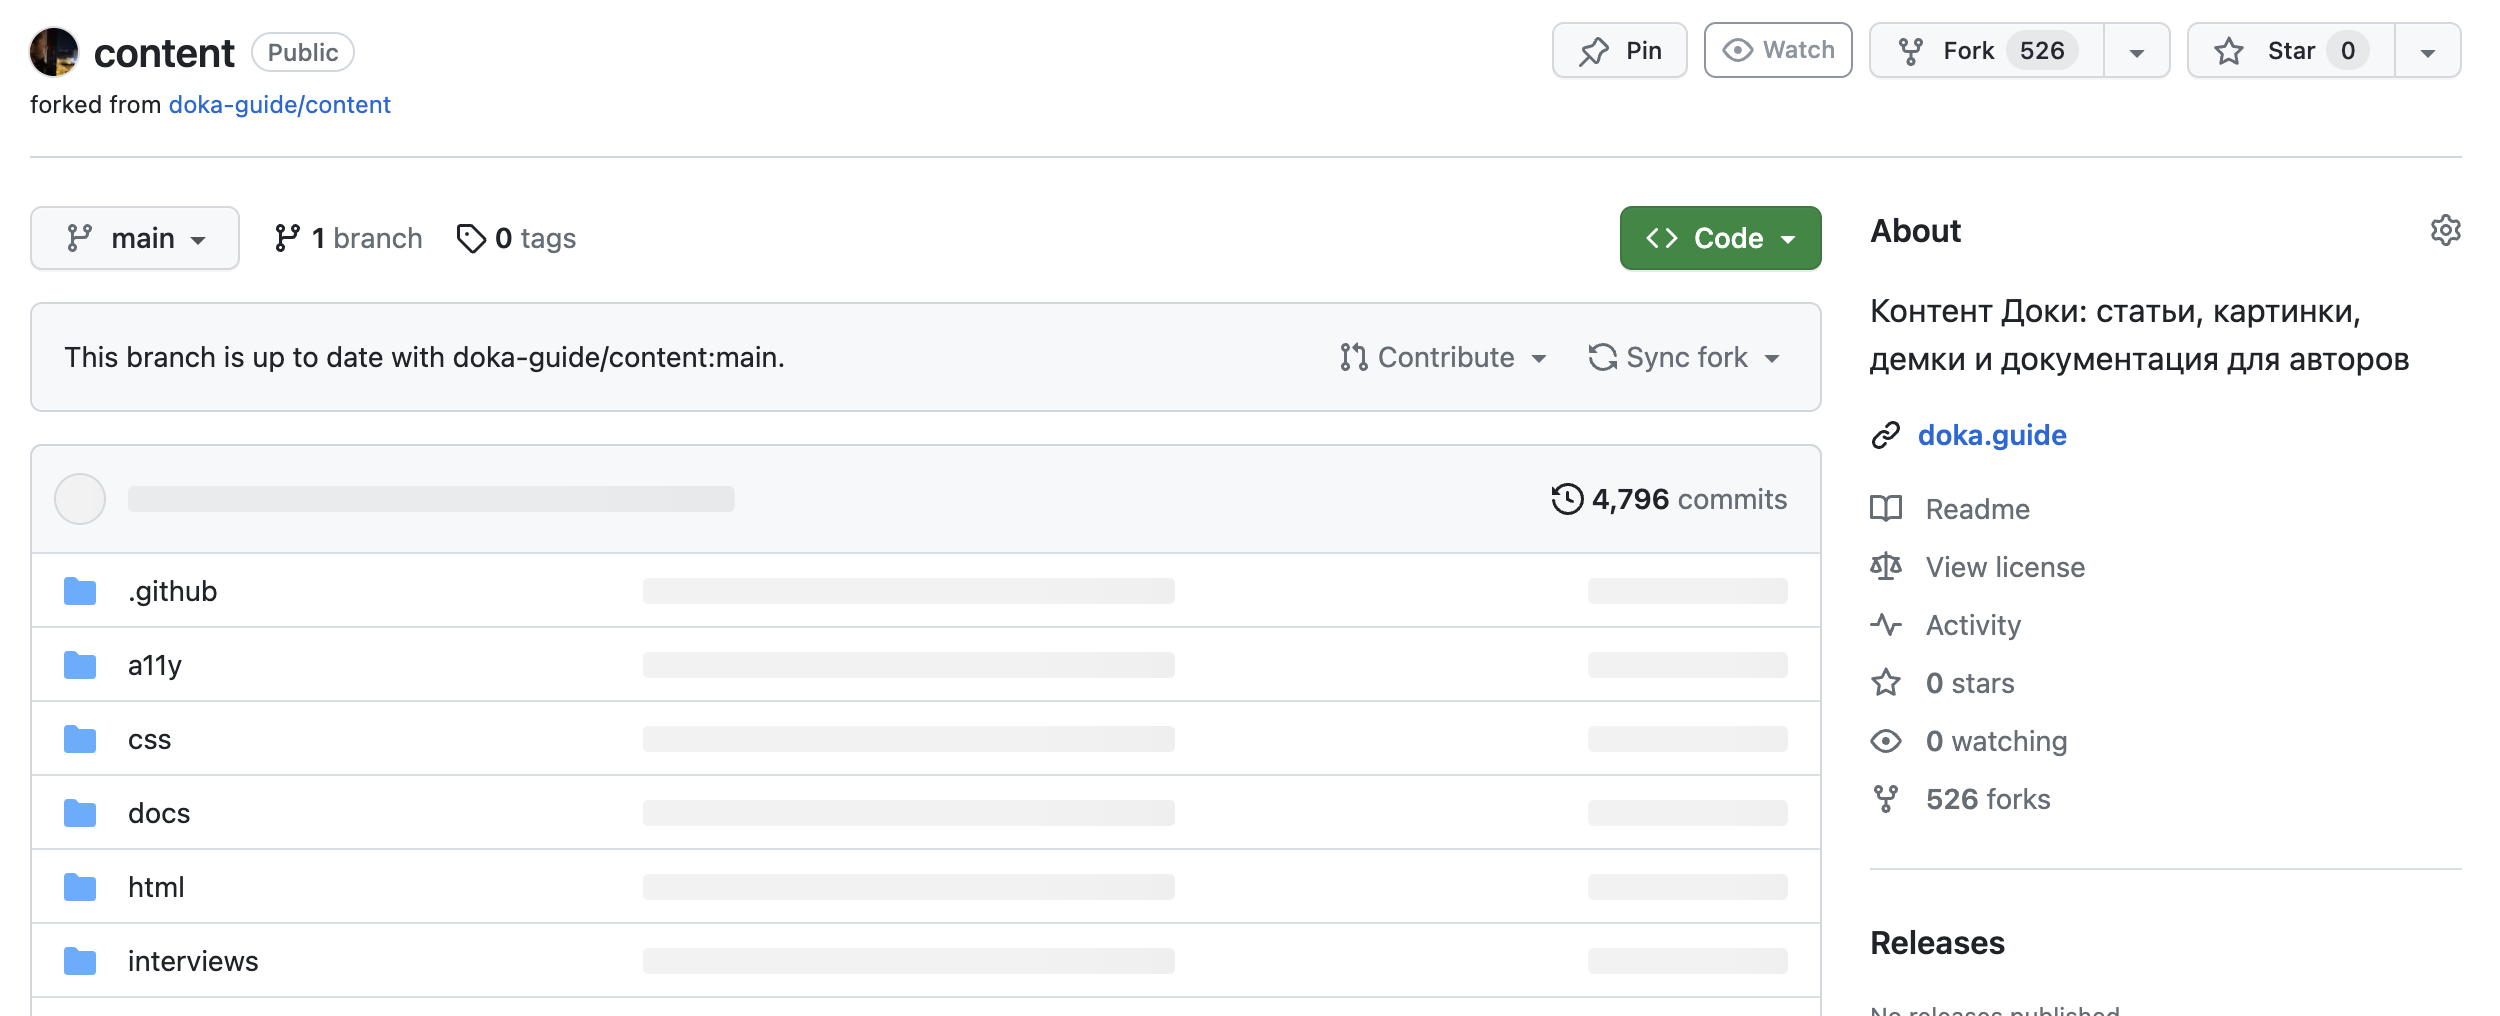 content Public
Pin Watch Fork 526 Star 0
forked from doka-guide/content
main 1 branch 0 tags
Code
This branch is up to date with doka-guide/content:main.
Contribute Sync fork
4,796 commits
.github
a11y
css
docs
html
interviews
About
Контент Доки: статьи, картинки,
демки и документация для авторов
doka.guide
Readme
View license
Activity
0 stars
0 watching
526 forks
Releases
No releases published